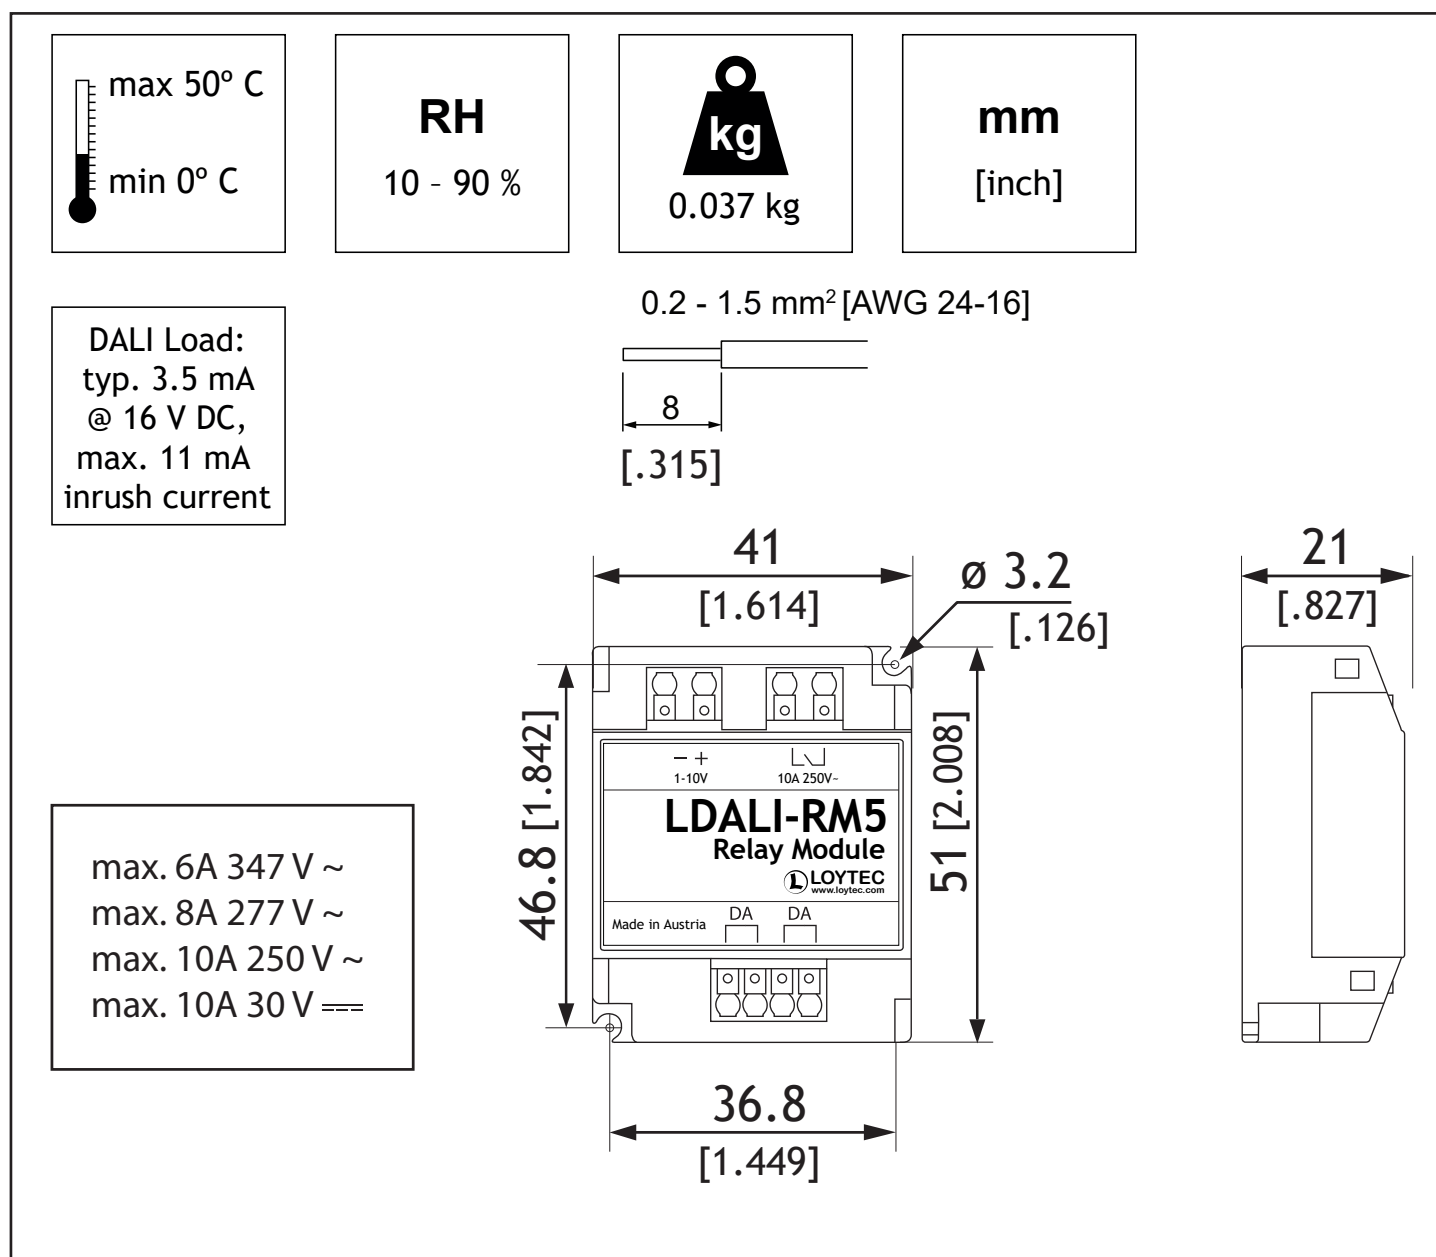 max 50º C
min 0º C
RH
10 – 90 %
kg
0.037 kg
mm
[inch]
DALI Load:
typ. 3.5 mA
@ 16 V DC,
max. 11 mA
inrush current
0.2 - 1.5 mm² [AWG 24-16]
8
[.315]
41
[1.614]
ø 3.2
[.126]
21
[.827]
46.8 [1.842]
51 [2.008]
− +
1-10V
10A 250V~
LDALI-RM5
Relay Module
L LOYTEC
www.loytec.com
Made in Austria
DA DA
max. 6A 347 V ~
max. 8A 277 V ~
max. 10A 250 V ~
max. 10A 30 V ⎓
36.8
[1.449]